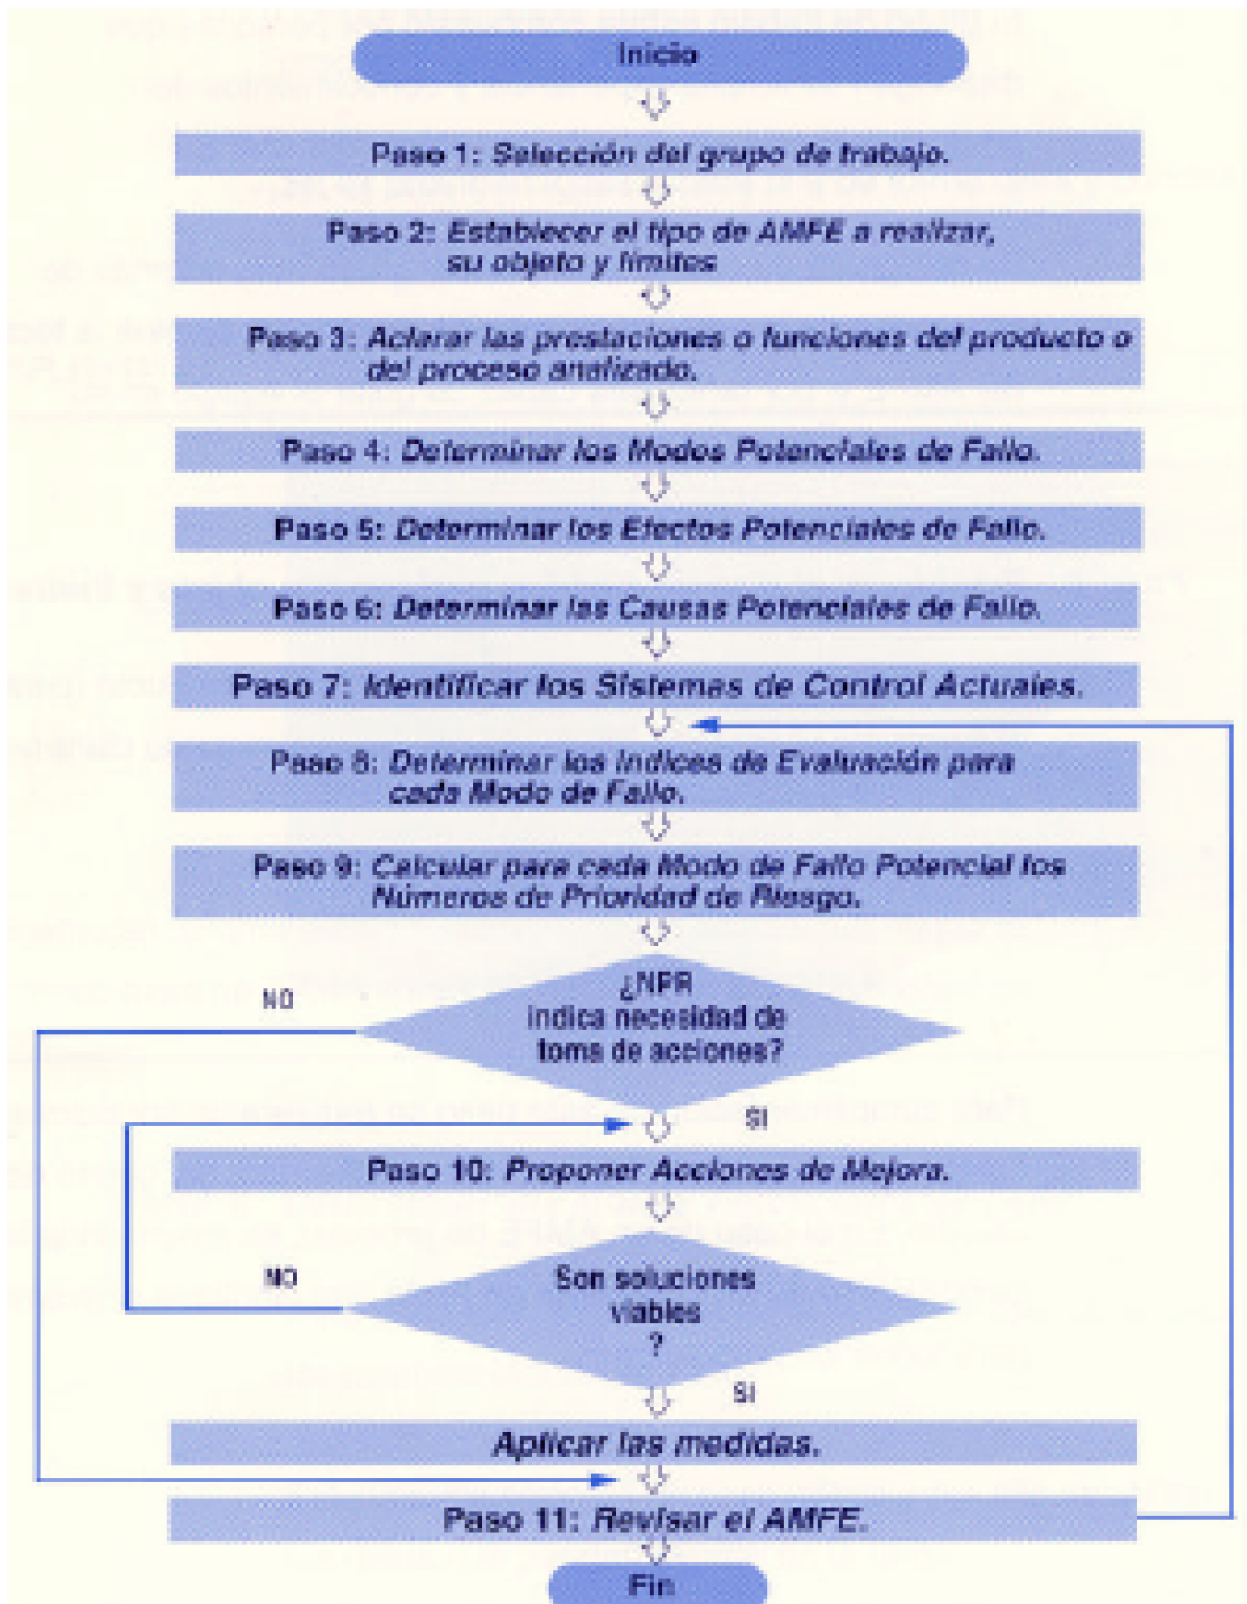 Inicio
Paso 1: Selección del grupo de trabajo.
Paso 2: Establecer el tipo de AMFE a realizar,
su objeto y límites
Paso 3: Aclarar las prestaciones o funciones del producto o
del proceso analizado.
Paso 4: Determinar los Modos Potenciales de Fallo.
Paso 5: Determinar los Efectos Potenciales de Fallo.
Paso 6: Determinar las Causas Potenciales de Fallo.
Paso 7: Identificar los Sistemas de Control Actuales.
Paso 8: Determinar los Indices de Evaluación para
cada Modo de Fallo.
Paso 9: Calcular para cada Modo de Fallo Potencial los
Números de Prioridad de Riesgo.
¿NPR
NO
indica necesidad de
toma de acciones?
SI
Paso 10: Proponer Acciones de Mejora.
NO
Son soluciones
viables
?
SI
Aplicar las medidas.
Paso 11: Revisar el AMFE.
Fin